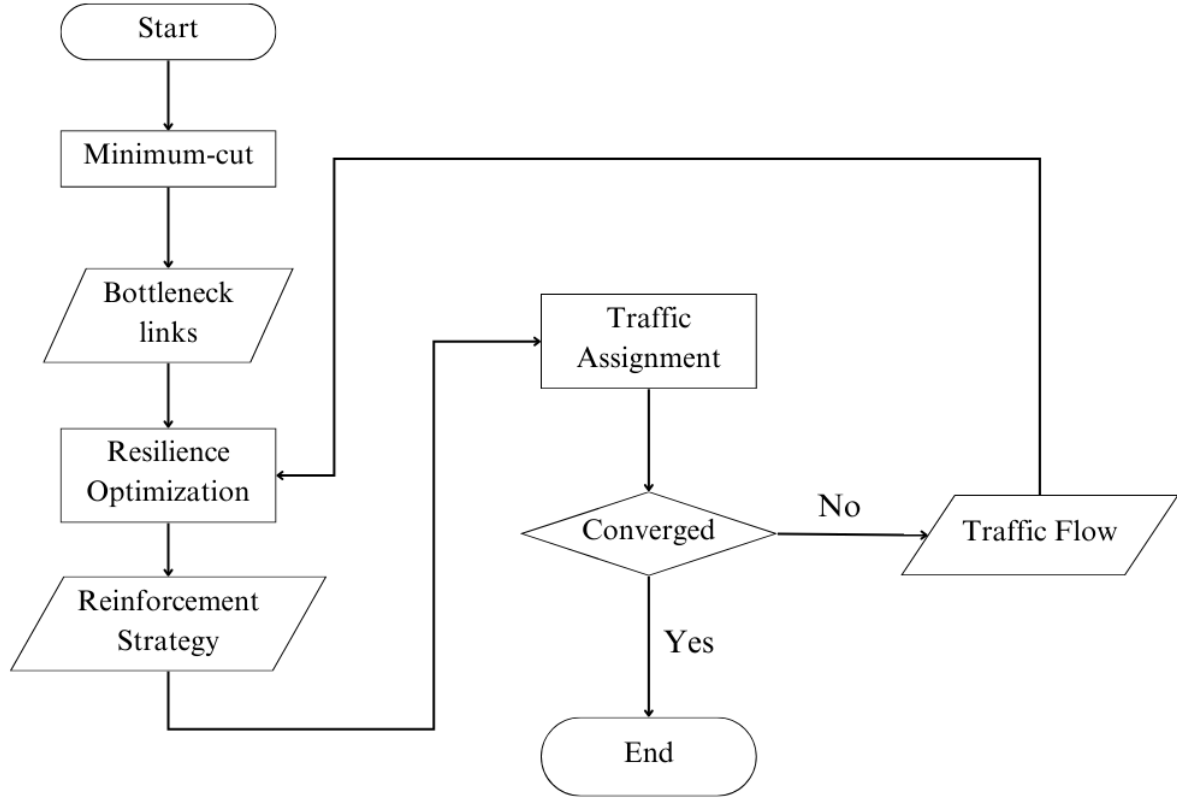 Start
Minimum-cut
Bottleneck
links
Resilience
Optimization
Reinforcement
Strategy
Traffic
Assignment
Converged
No
Traffic Flow
Yes
End